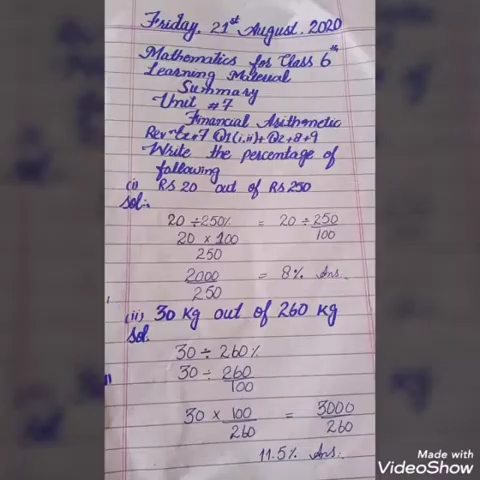 Friday, 21st August. 2020
Mathematics for Class 6th
Learning Material
Summary
Unit #7
Financial Arithmetic
Rev-Ex#7 Q1(i,ii)+Q2+8+9
Write the percentage of
following
(i) RS 20 out of RS 250
Sol:-
20 ÷ 250% = 20 ÷ 250/100
20 × 100/250
2000/250 = 8% Ans.
(ii) 30 Kg out of 260 Kg
Sol.
30 ÷ 260%
30 ÷ 260/100
30 × 100/260 = 3000/260
11.5% Ans.
Made with
VideoShow